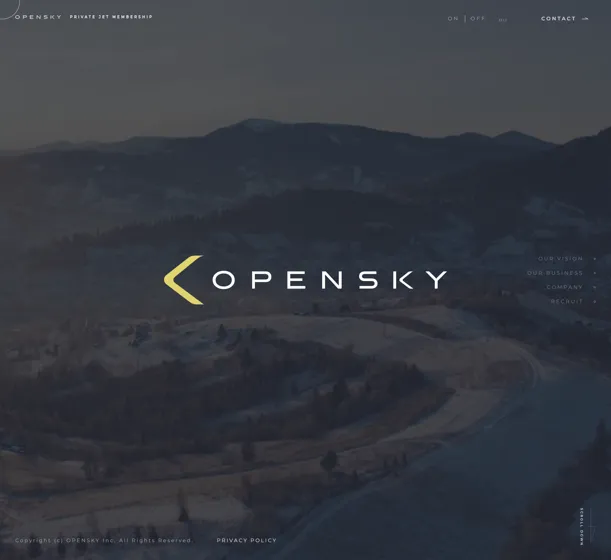 OPENSKY PRIVATE JET MEMBERSHIP
ON | OFF
CONTACT
OPENSKY
OUR VISION
OUR BUSINESS
COMPANY
RECRUIT
SCROLL DOWN
Copyright (c) OPENSKY Inc. All Rights Reserved.
PRIVACY POLICY